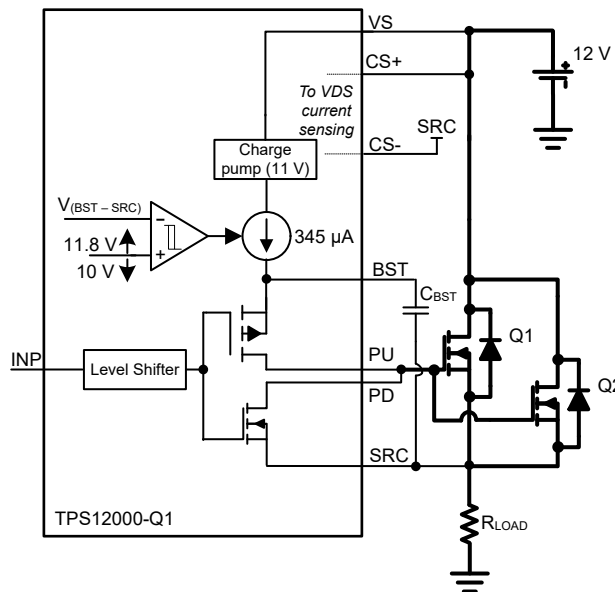 VS
CS+
12 V
To VDS
current
sensing
SRC
CS-
Charge
pump (11 V)
V(BST – SRC)
11.8 V
10 V
345 µA
BST
CBST
Q1
Q2
INP
Level Shifter
PU
PD
SRC
RLOAD
TPS12000-Q1